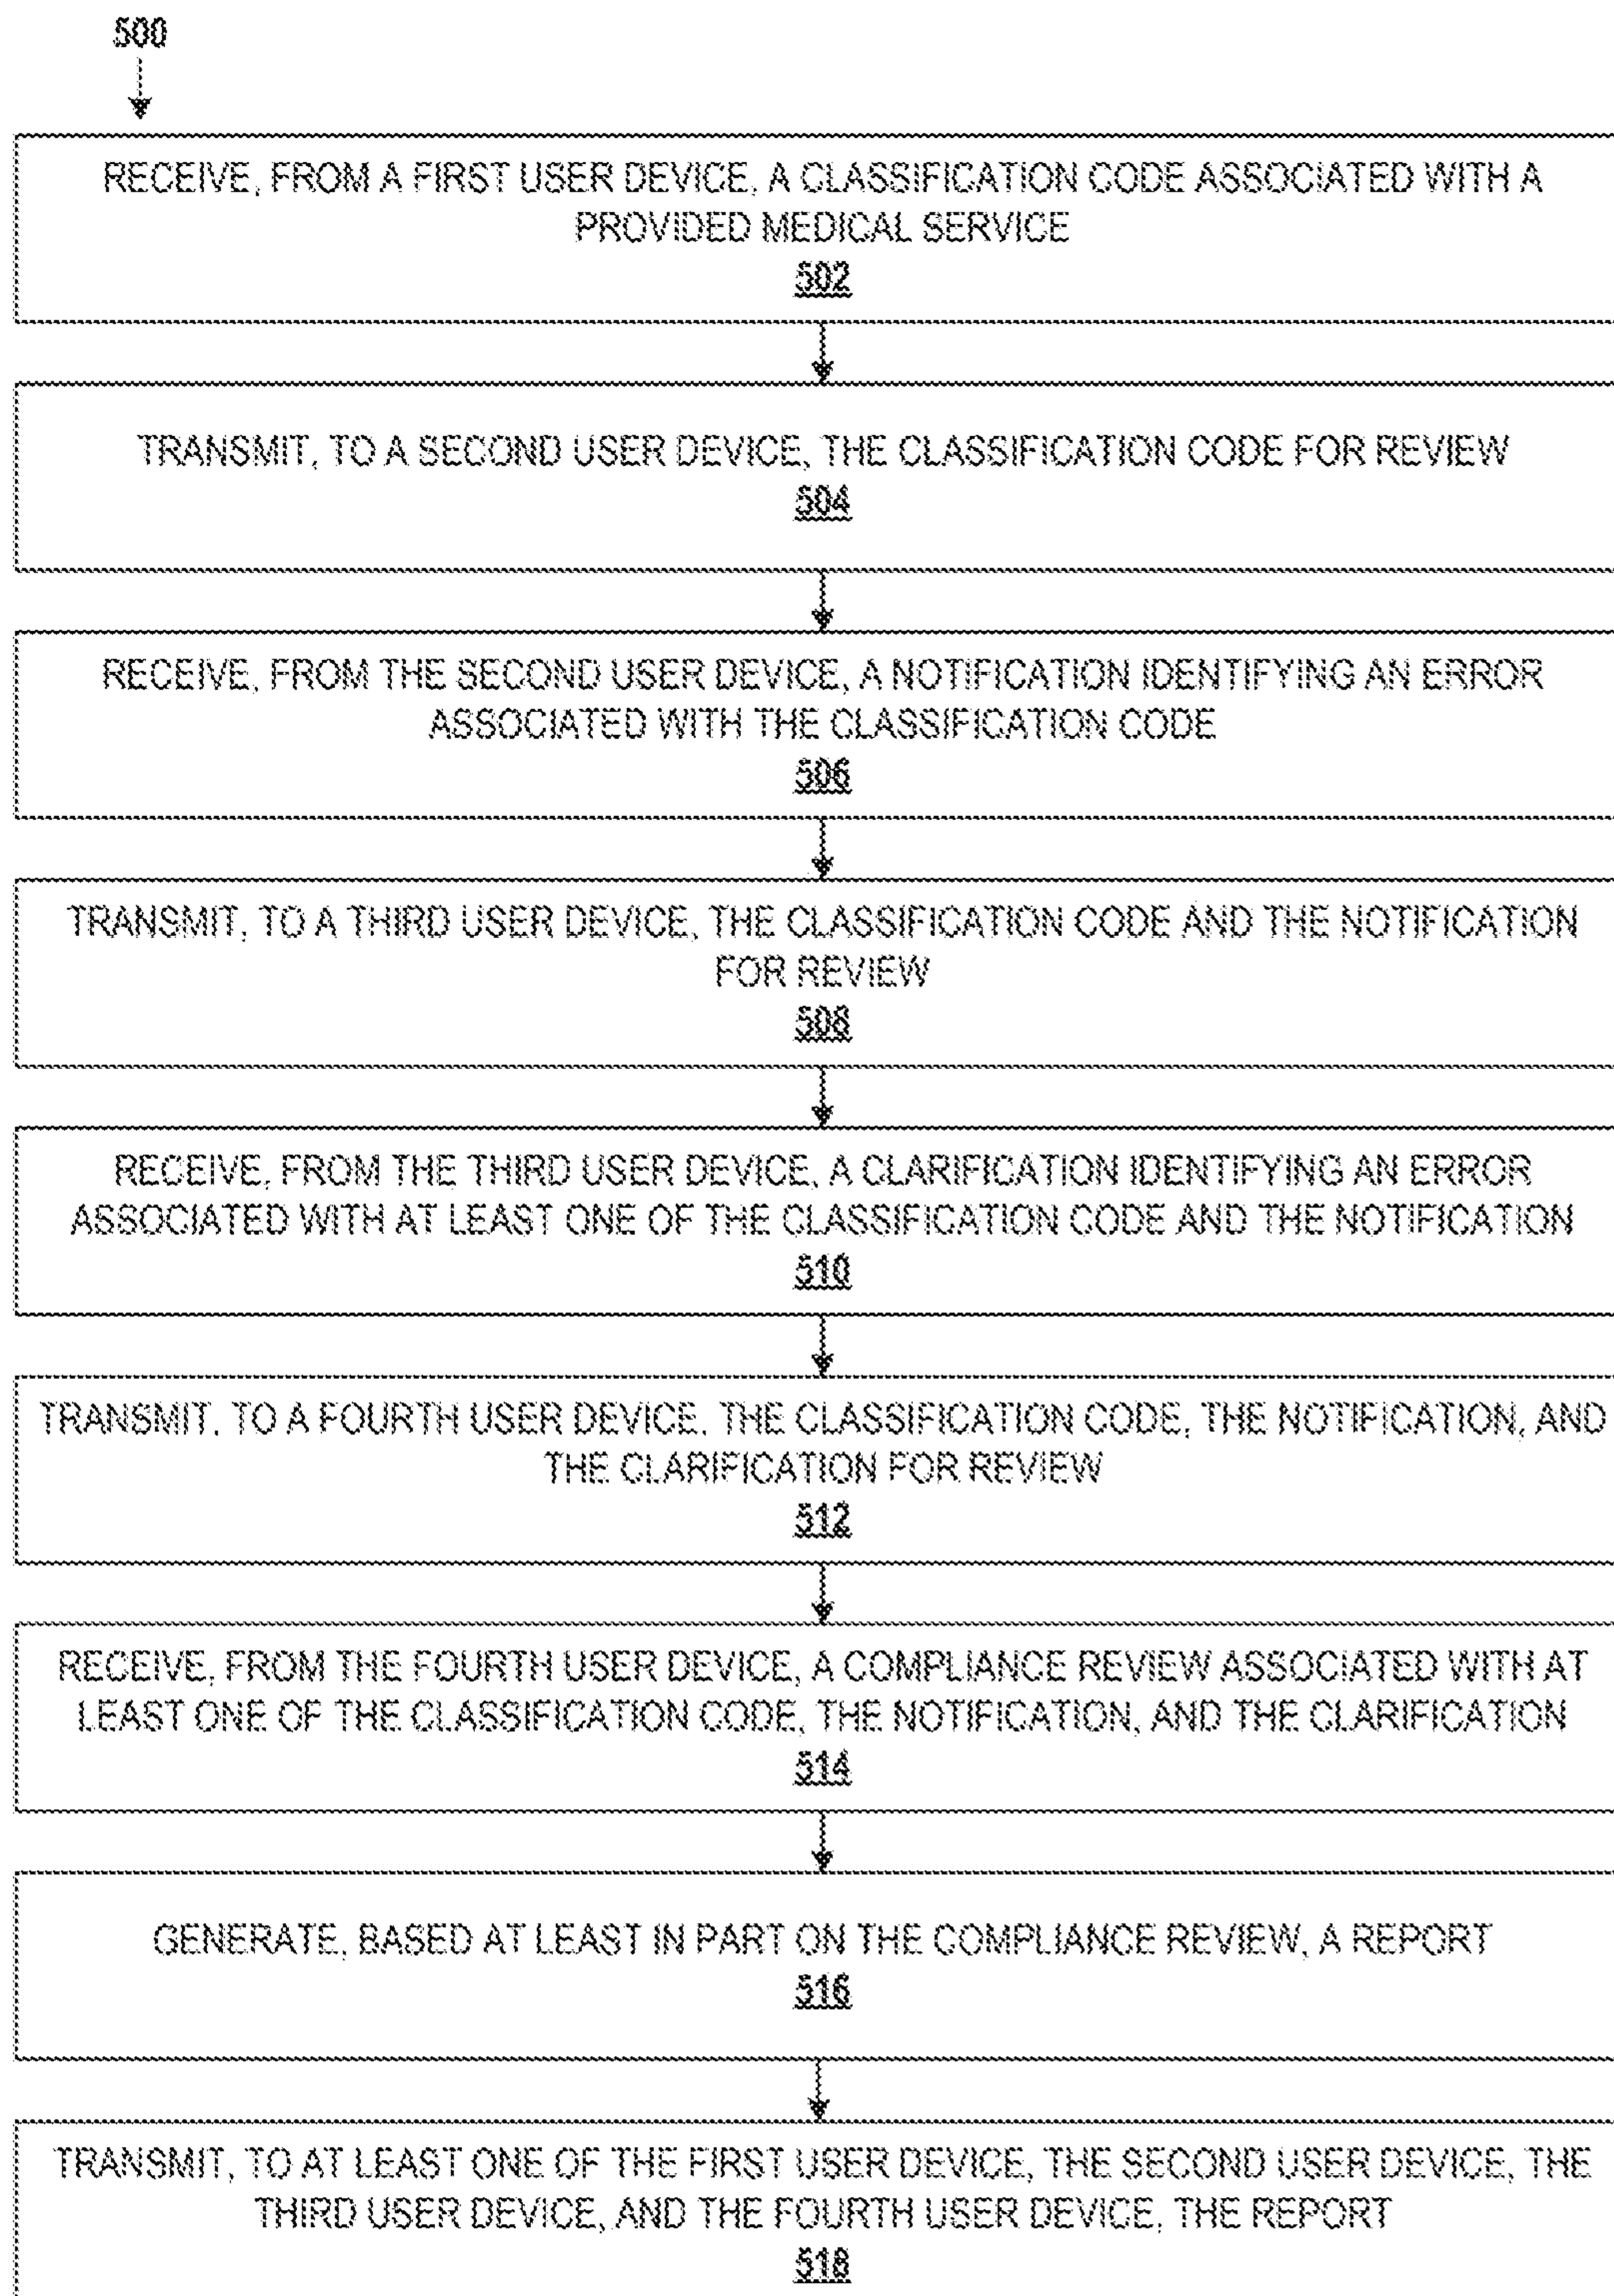 500
RECEIVE, FROM A FIRST USER DEVICE, A CLASSIFICATION CODE ASSOCIATED WITH A
PROVIDED MEDICAL SERVICE
502
TRANSMIT, TO A SECOND USER DEVICE, THE CLASSIFICATION CODE FOR REVIEW
504
RECEIVE, FROM THE SECOND USER DEVICE, A NOTIFICATION IDENTIFYING AN ERROR
ASSOCIATED WITH THE CLASSIFICATION CODE
506
TRANSMIT, TO A THIRD USER DEVICE, THE CLASSIFICATION CODE AND THE NOTIFICATION
FOR REVIEW
508
RECEIVE, FROM THE THIRD USER DEVICE, A CLARIFICATION IDENTIFYING AN ERROR
ASSOCIATED WITH AT LEAST ONE OF THE CLASSIFICATION CODE AND THE NOTIFICATION
510
TRANSMIT, TO A FOURTH USER DEVICE, THE CLASSIFICATION CODE, THE NOTIFICATION, AND
THE CLARIFICATION FOR REVIEW
512
RECEIVE, FROM THE FOURTH USER DEVICE, A COMPLIANCE REVIEW ASSOCIATED WITH AT
LEAST ONE OF THE CLASSIFICATION CODE, THE NOTIFICATION, AND THE CLARIFICATION
514
GENERATE, BASED AT LEAST IN PART ON THE COMPLIANCE REVIEW, A REPORT
516
TRANSMIT, TO AT LEAST ONE OF THE FIRST USER DEVICE, THE SECOND USER DEVICE, THE
THIRD USER DEVICE, AND THE FOURTH USER DEVICE, THE REPORT
518